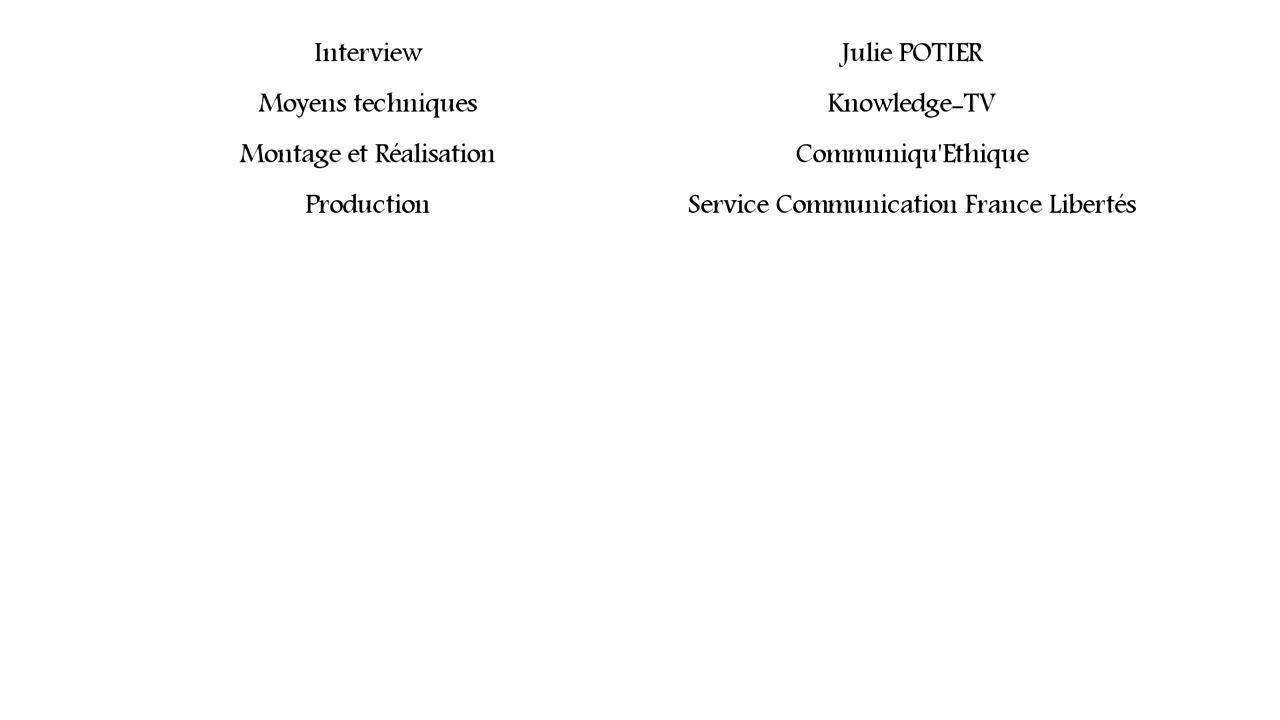 Interview Julie POTIER
Moyens techniques Knowledge-TV
Montage et Réalisation Communiqu'Ethique
Production Service Communication France Libertés